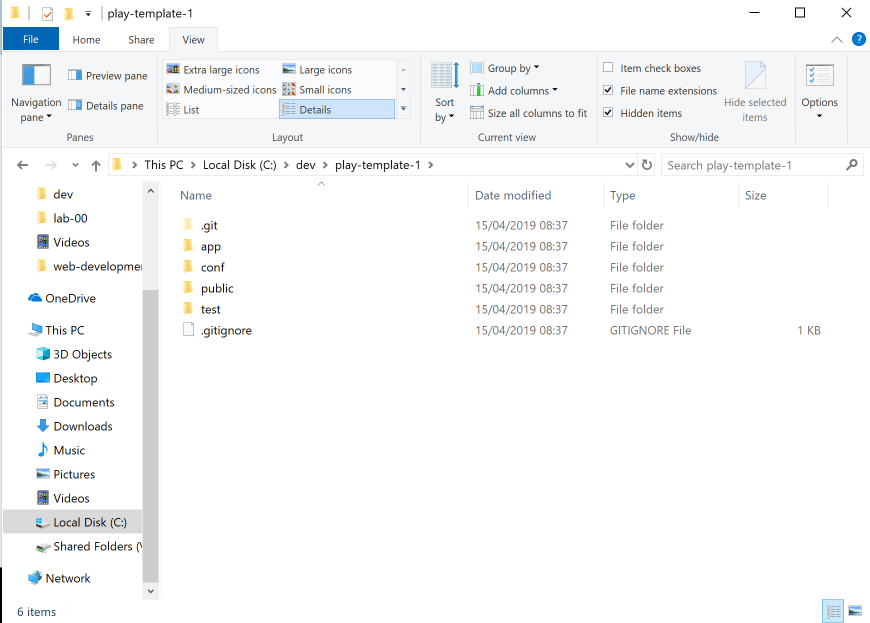 play-template-1
File Home Share View
Navigation pane
Preview pane
Details pane
Panes
Extra large icons Large icons
Medium-sized icons Small icons
List Details
Layout
Sort by
Group by
Add columns
Size all columns to fit
Current view
Item check boxes
File name extensions
Hidden items
Hide selected items
Show/hide
Options
This PC > Local Disk (C:) > dev > play-template-1 >
Search play-template-1
dev
lab-00
Videos
web-developmen
OneDrive
This PC
3D Objects
Desktop
Documents
Downloads
Music
Pictures
Videos
Local Disk (C:)
Shared Folders (\
Network
Name Date modified Type Size
.git 15/04/2019 08:37 File folder
app 15/04/2019 08:37 File folder
conf 15/04/2019 08:37 File folder
public 15/04/2019 08:37 File folder
test 15/04/2019 08:37 File folder
.gitignore 15/04/2019 08:37 GITIGNORE File 1 KB
6 items